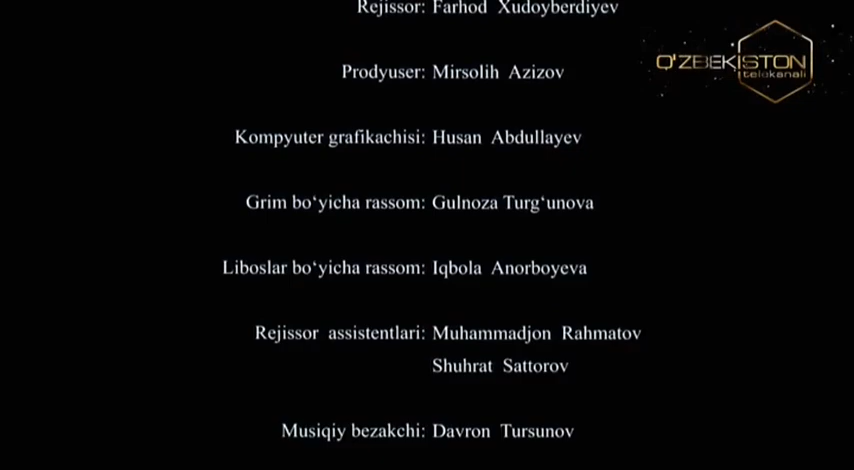 Rejissor: Farhod Xudoyberdiyev
O'ZBEKISTON
telekanali
Prodyuser: Mirsolih Azizov
Kompyuter grafikachisi: Husan Abdullayev
Grim bo‘yicha rassom: Gulnoza Turg‘unova
Liboslar bo‘yicha rassom: Iqbola Anorboyeva
Rejissor assistentlari: Muhammadjon Rahmatov
Shuhrat Sattorov
Musiqiy bezakchi: Davron Tursunov